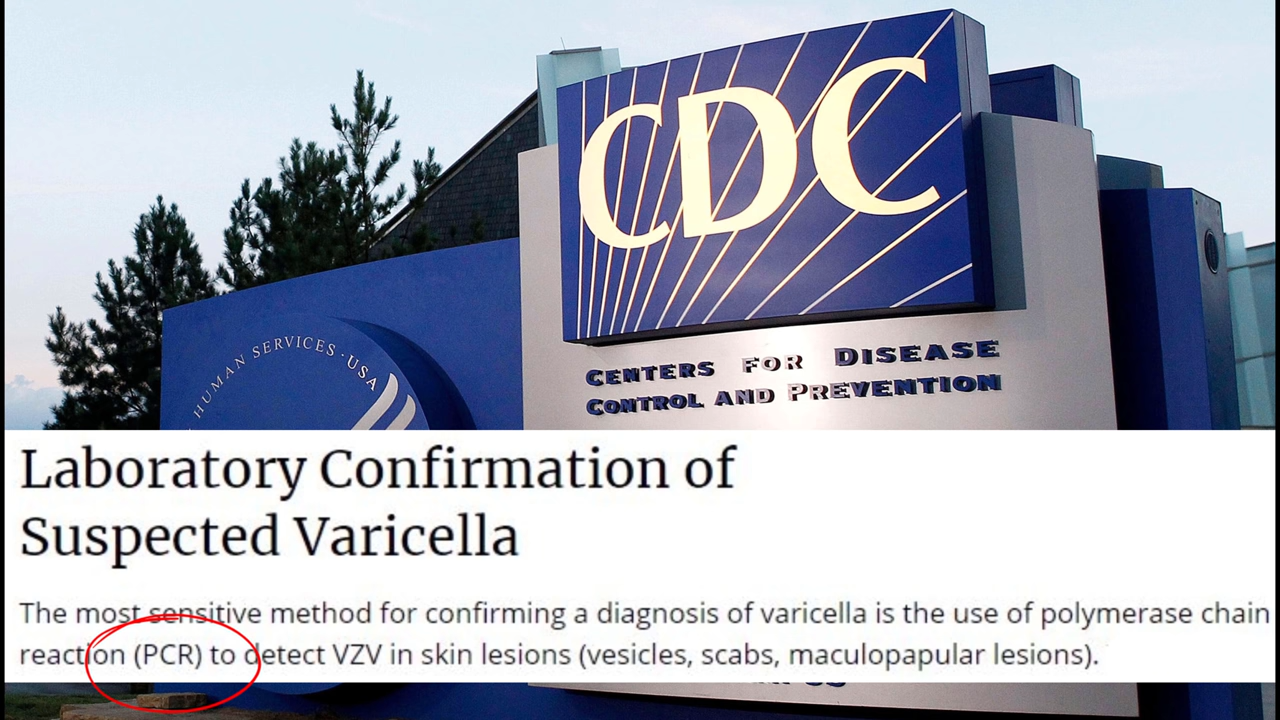 CDC
CENTERS FOR DISEASE
CONTROL AND PREVENTION
HUMAN SERVICES · USA
Laboratory Confirmation of
Suspected Varicella
The most sensitive method for confirming a diagnosis of varicella is the use of polymerase chain
reaction (PCR) to detect VZV in skin lesions (vesicles, scabs, maculopapular lesions).